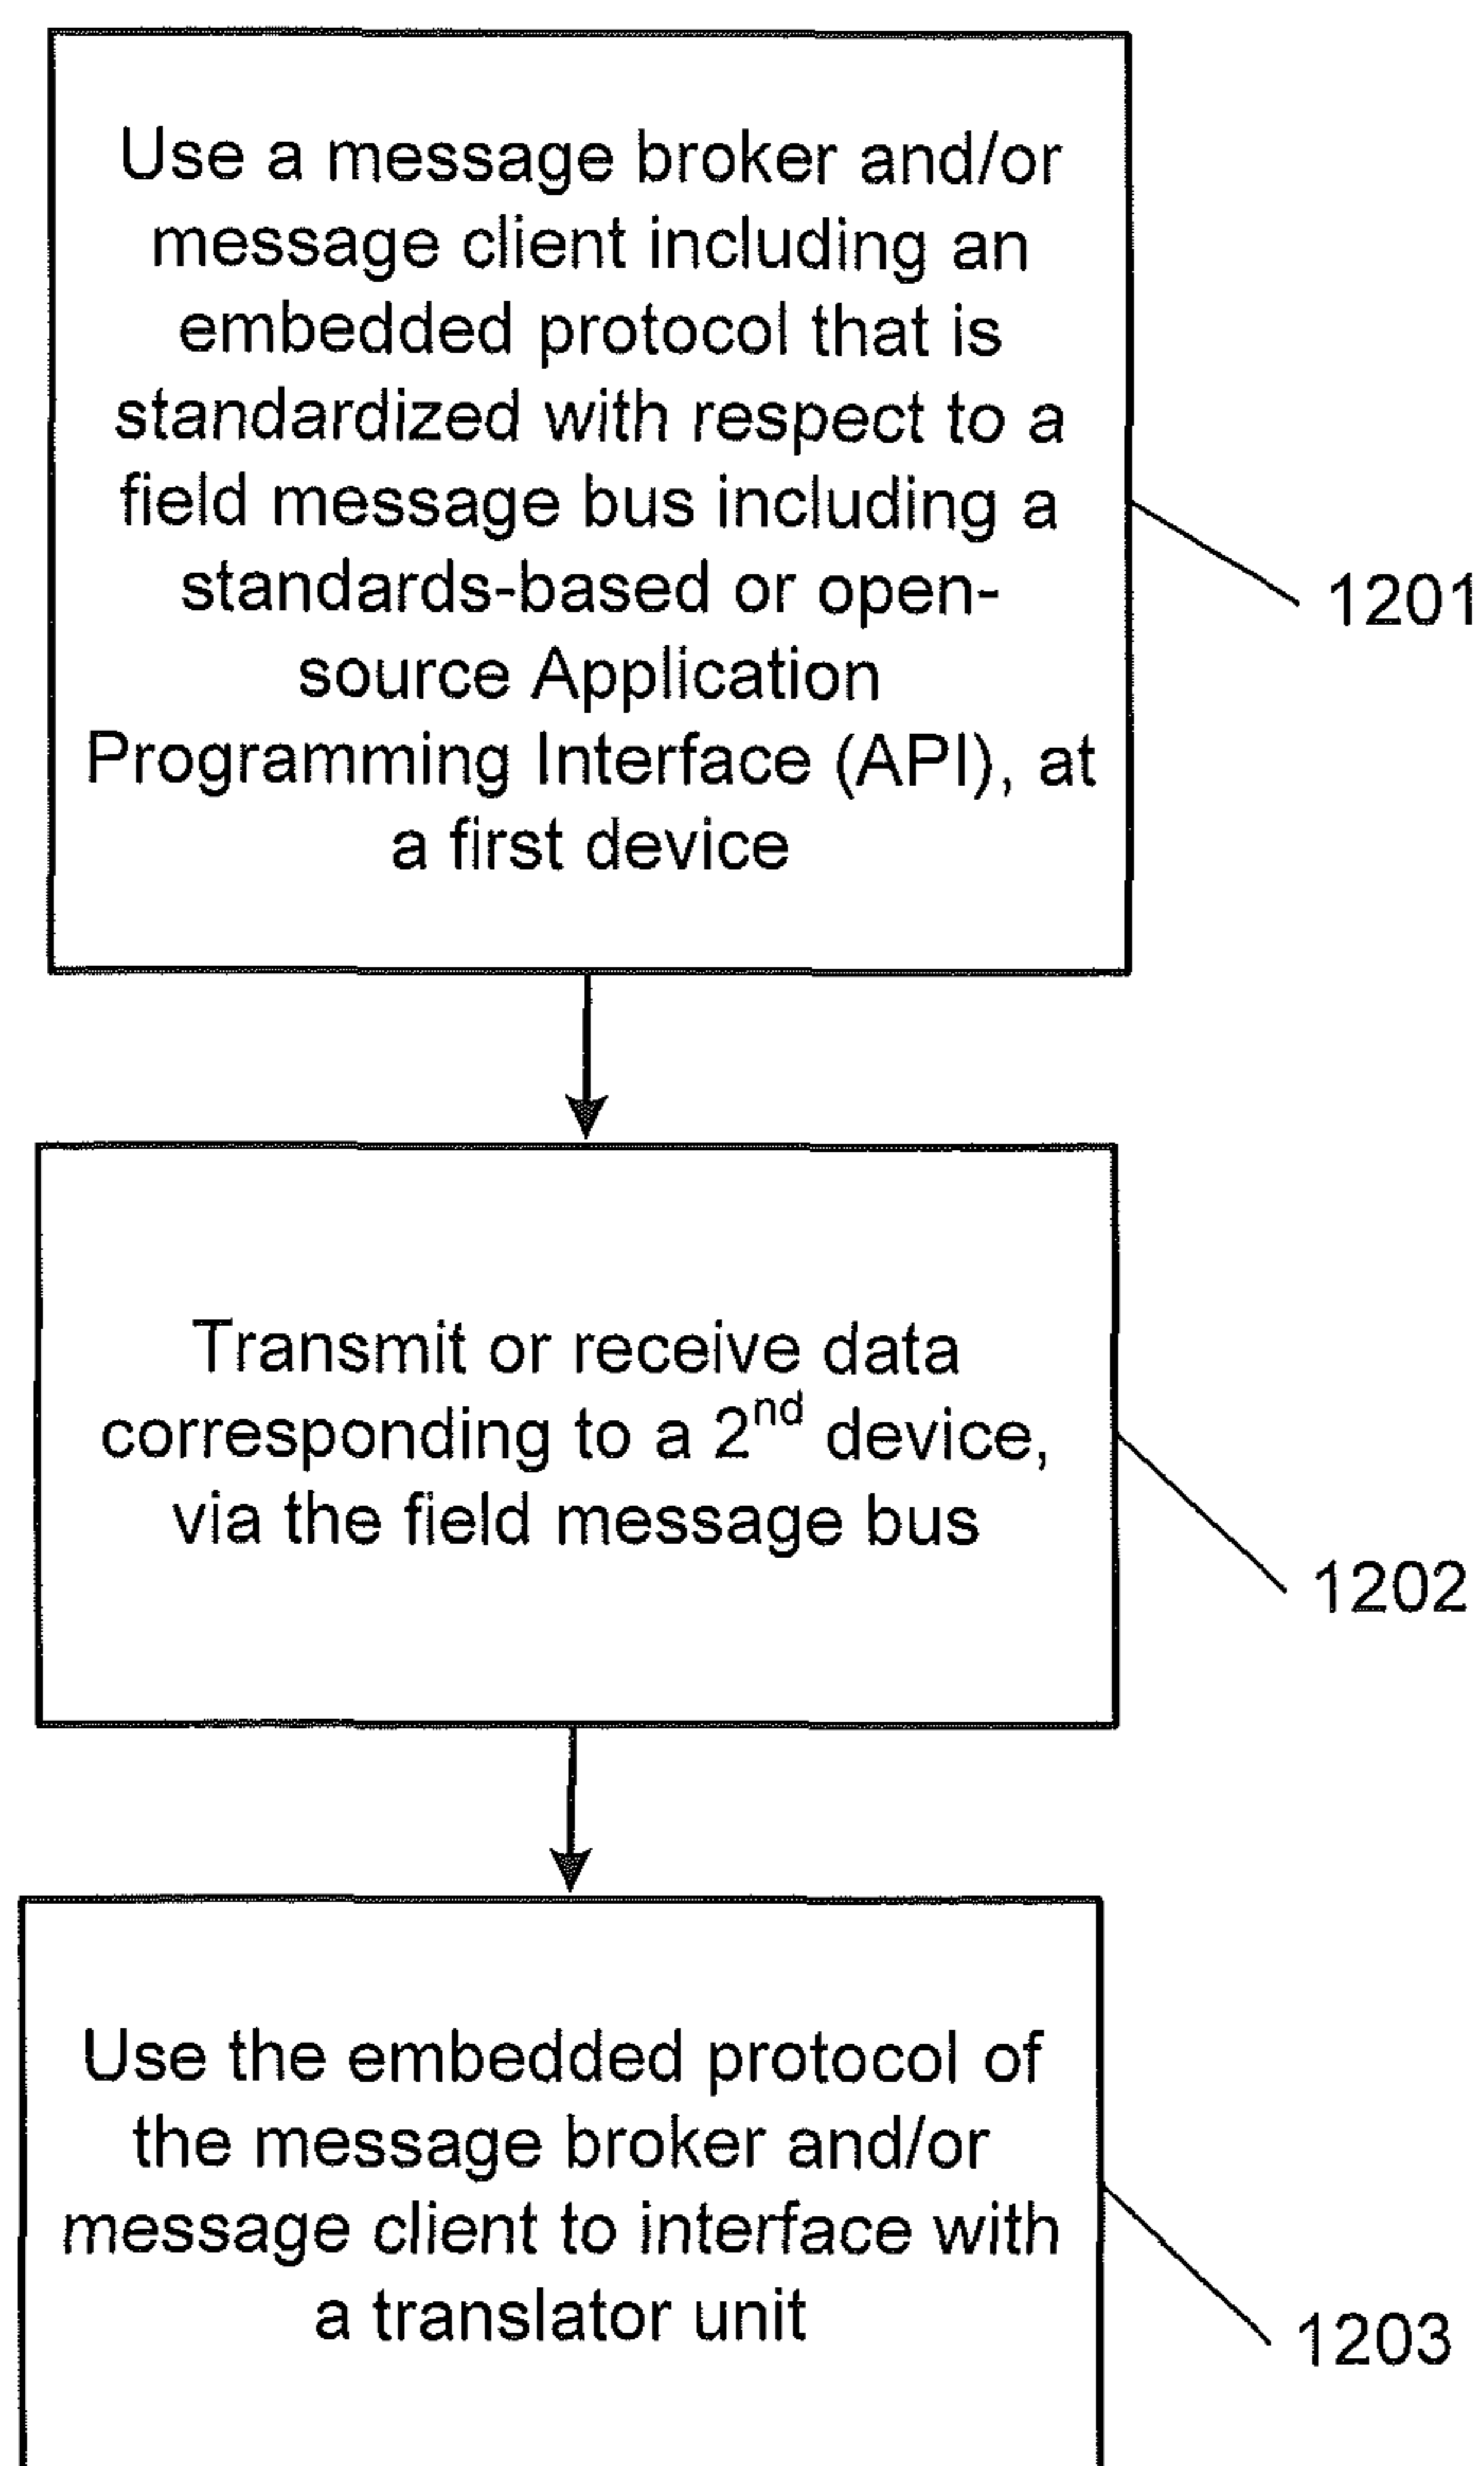 Use a message broker and/or
message client including an
embedded protocol that is
standardized with respect to a
field message bus including a
standards-based or open-
source Application
Programming Interface (API), at
a first device
1201
Transmit or receive data
corresponding to a 2nd device,
via the field message bus
1202
Use the embedded protocol of
the message broker and/or
message client to interface with
a translator unit
1203